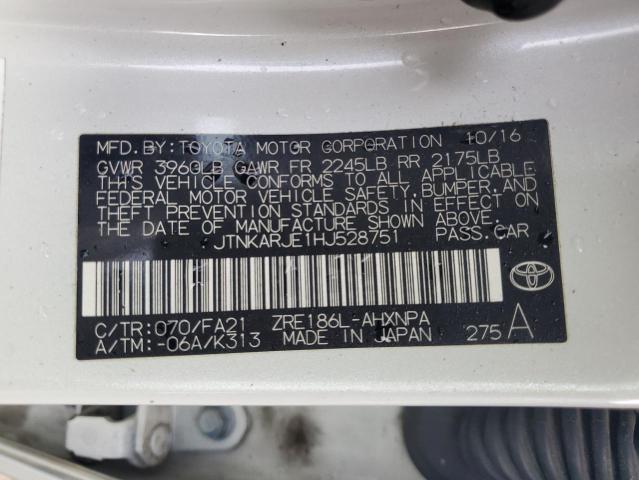 MFD.BY:TOYOTA MOTOR CORPORATION 10/16
GVWR 3960LB GAWR FR 2245LB RR 2175LB
THIS VEHICLE CONFORMS TO ALL APPLICABLE
FEDERAL MOTOR VEHICLE SAFETY,BUMPER,AND
THEFT PREVENTION STANDARDS IN EFFECT ON
THE DATE OF MANUFACTURE SHOWN ABOVE.
JTNKARJE1HJ528751 PASS.CAR
C/TR:070/FA21 ZRE186L-AHXNPA
A/TM:-06A/K313 MADE IN JAPAN 275 A